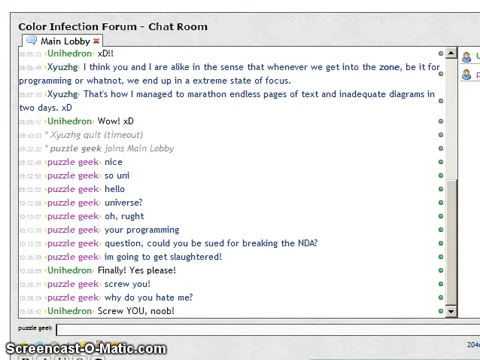 Color Infection Forum - Chat Room
Main Lobby
Unihedron› xD!!
Xyuzhg› I think you and I are alike in the sense that whenever we get into the zone, be it for
programming or whatnot, we end up in a extreme state of focus.
Xyuzhg› That's how I managed to marathon endless pages of text and inadequate diagrams in
two days. xD
Unihedron› Wow! xD
* Xyuzhg quit (timeout)
* puzzle geek joins Main Lobby
puzzle geek› nice
puzzle geek› so uni
puzzle geek› hello
puzzle geek› universe?
puzzle geek› oh, rught
puzzle geek› your programming
puzzle geek› question, could you be sued for breaking the NDA?
puzzle geek› im going to get slaughtered!
Unihedron› Finally! Yes please!
puzzle geek› screw you!
puzzle geek› why do you hate me?
Unihedron› Screw YOU, noob!
puzzle geek
Screencast-O-Matic.com